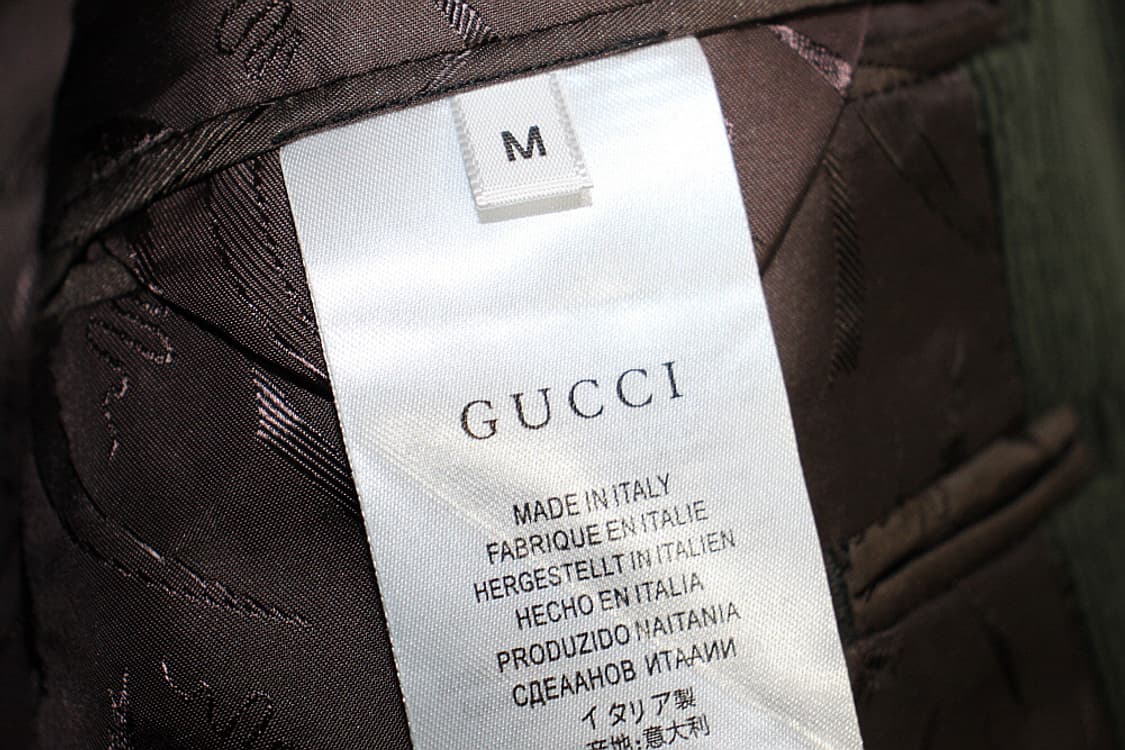 M
GUCCI
MADE IN ITALY
FABRIQUE EN ITALIE
HERGESTELLT IN ITALIEN
HECHO EN ITALIA
PRODUZIDO NAITANIA
СДЕААНОВ ИТААИИ
イタリア製
产地:意大利